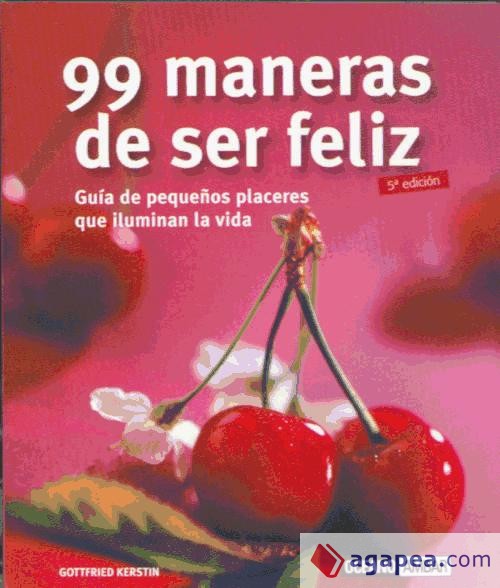 99 maneras
de ser feliz
5ª edición
Guía de pequeños placeres
que iluminan la vida
GOTTFRIED KERSTIN
agapea.com